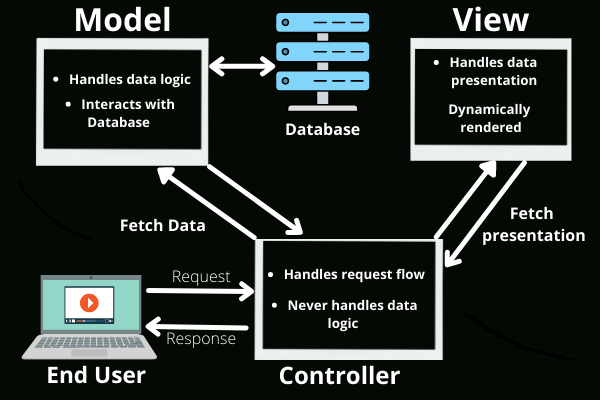 Model
View
• Handles data logic
• Interacts with
Database
Database
• Handles data
presentation
Dynamically
rendered
Fetch Data
Fetch
presentation
Request
Response
• Handles request flow
• Never handles data
logic
End User
Controller